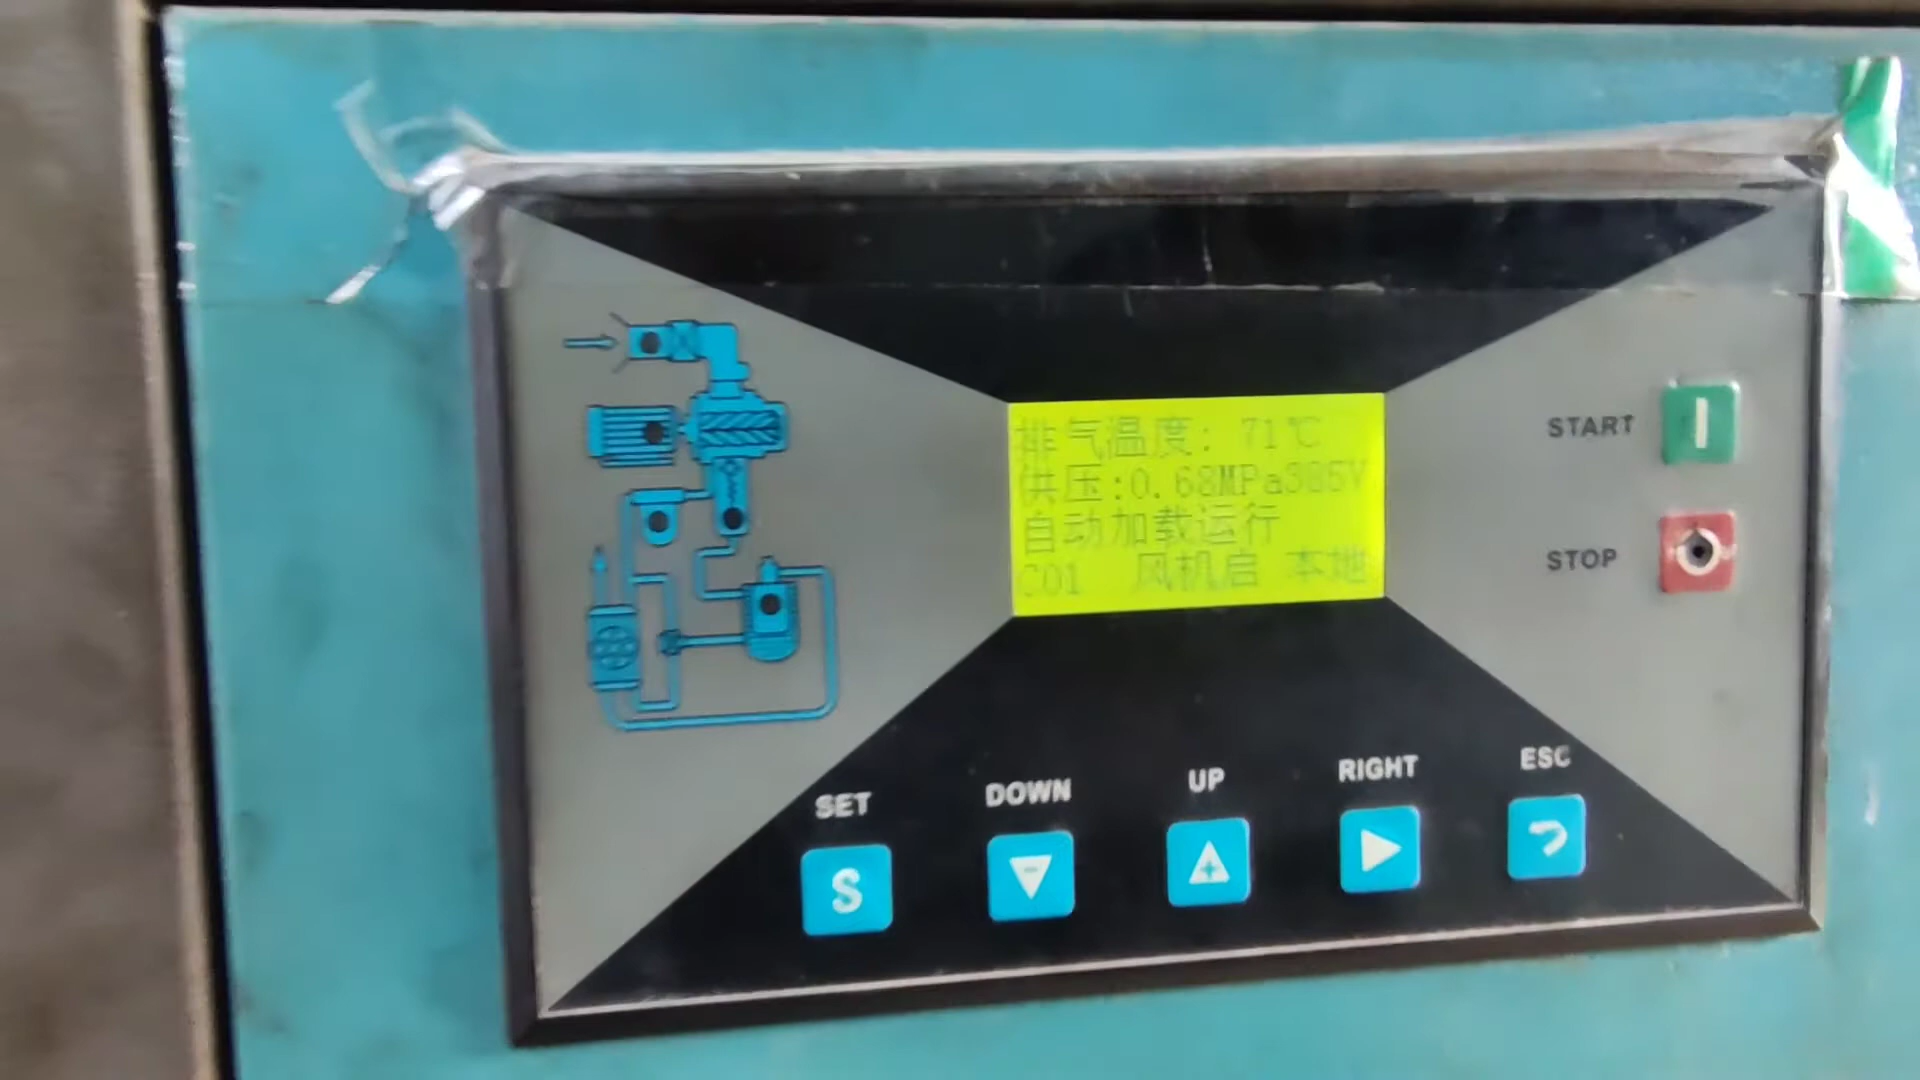 排气温度: 71℃
供压:0.68MPa385V
自动加载运行
C01 风机启 本地
START
STOP
SET
DOWN
UP
RIGHT
ESC
S